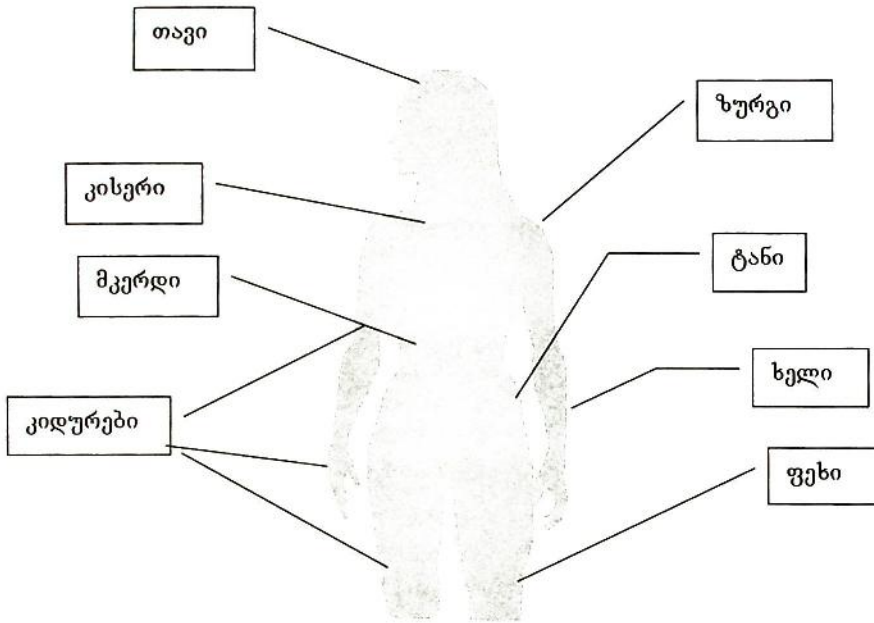 თავი
ზურგი
კისერი
ტანი
მკერდი
ხელი
კიდურები
ფეხი